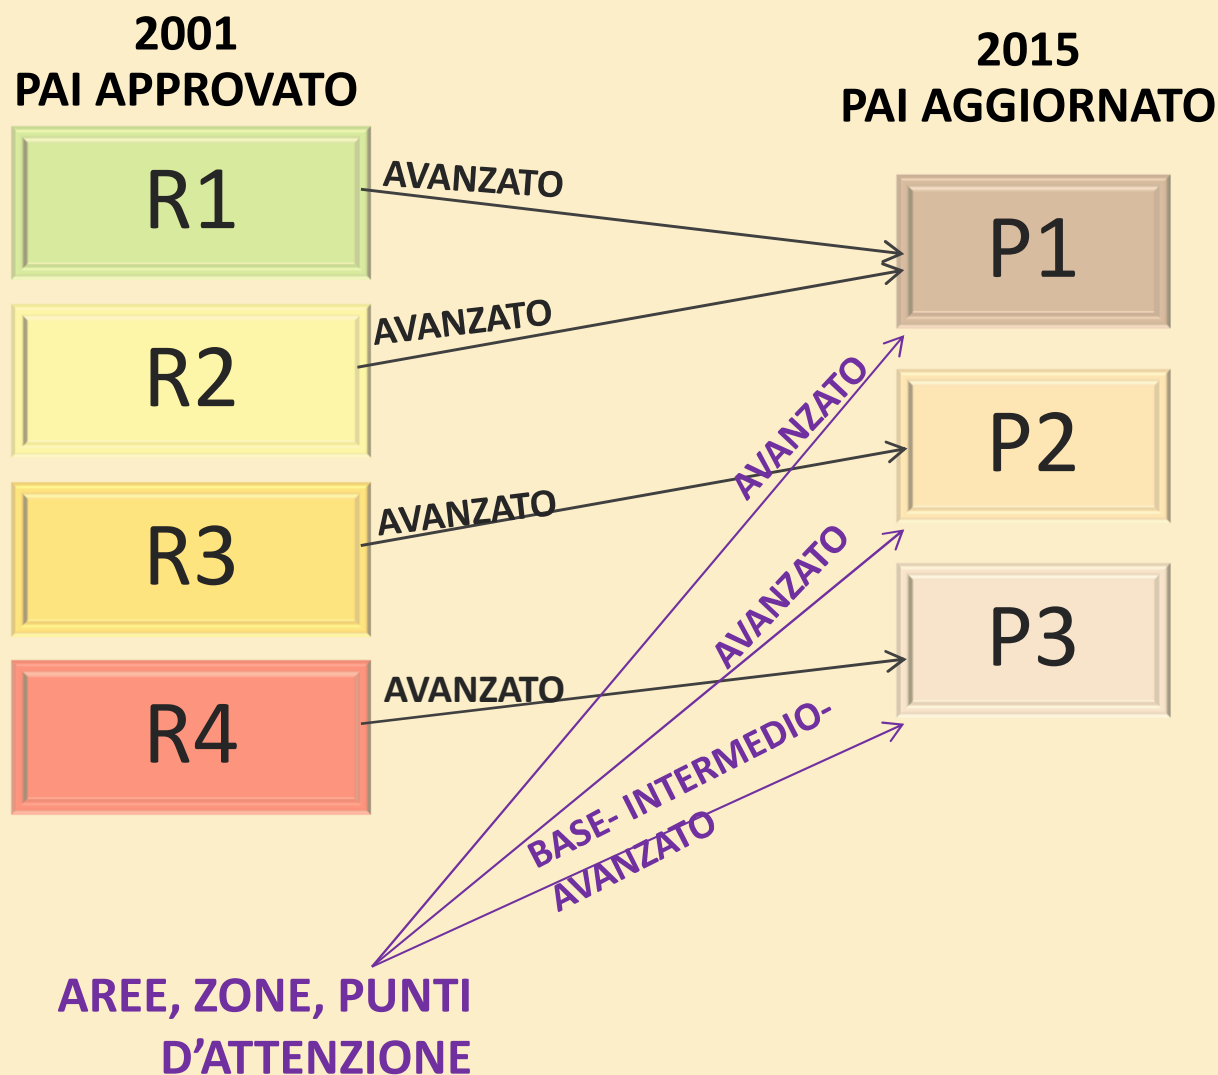 2001
PAI APPROVATO
2015
PAI AGGIORNATO
R1
AVANZATO
P1
R2
AVANZATO
AVANZATO
P2
R3
AVANZATO
AVANZATO
P3
R4
AVANZATO
BASE- INTERMEDIO-
AVANZATO
AREE, ZONE, PUNTI
D’ATTENZIONE